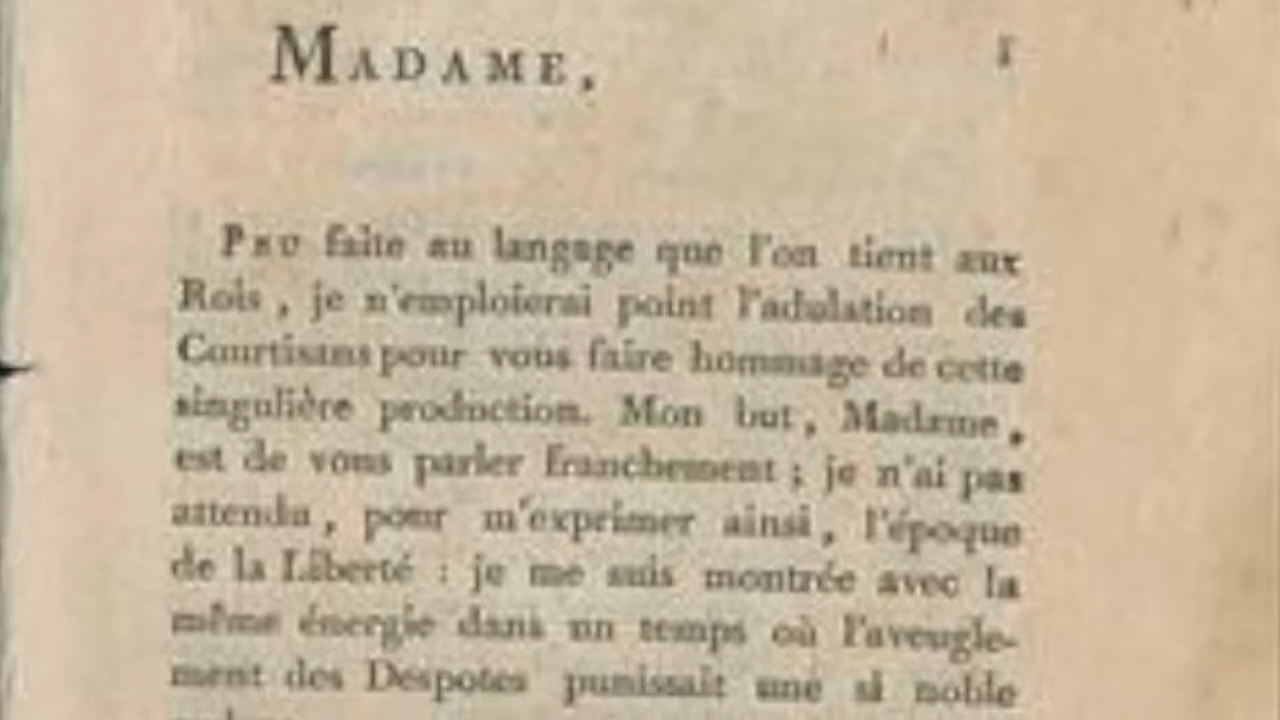 MADAME,
PEU faite au langage que l'on tient aux
Rois, je n'emploierai point l'adulation des
Courtisans pour vous faire hommage de cette
singulière production. Mon but, Madame,
est de vous parler franchement ; je n'ai pas
attendu, pour m'exprimer ainsi, l'époque
de la Liberté : je me suis montrée avec la
même énergie dans un temps où l'aveugle-
ment des Despotes punissait une si noble